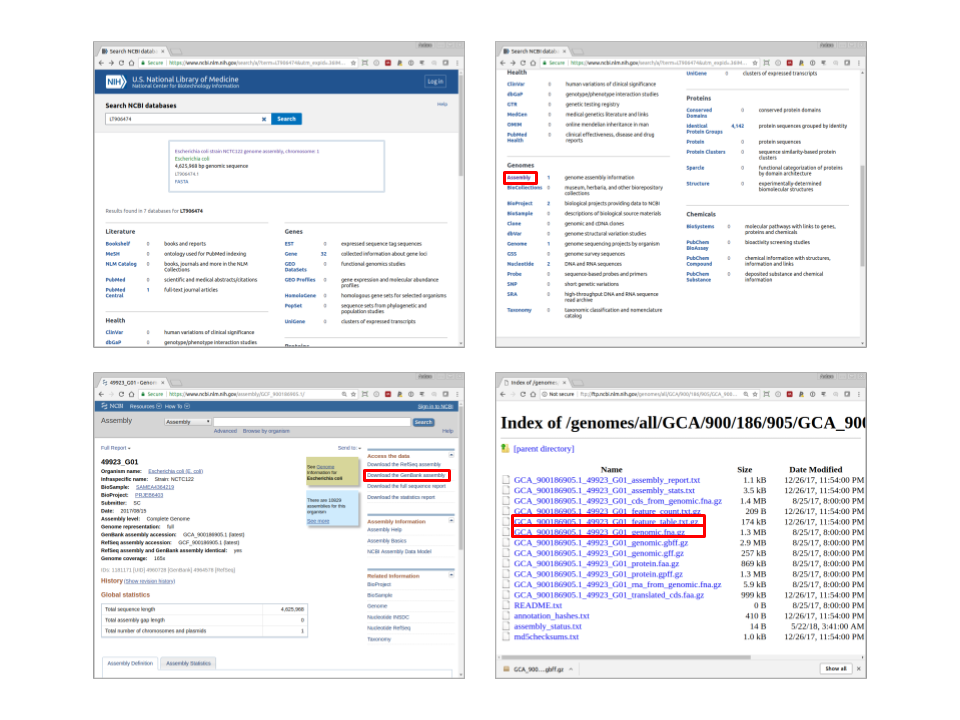 Search NCBI databa
Secure https://www.ncbi.nlm.nih.gov/search/
NIH U.S. National Library of Medicine
National Center for Biotechnology Information
Log in
Search NCBI databases
Help
LT906474
Search
Escherichia coli strain NCTC122 genome assembly, chromosome: 1
Escherichia coli
4,625,968 bp genomic sequence
LT906474.1
FASTA
Results found in 7 databases for LT906474
Literature
Bookshelf 0 books and reports
MeSH 0 ontology used for PubMed indexing
NLM Catalog 0 books, journals and more in the NLM Collections
PubMed 0 scientific and medical abstracts/citations
PubMed Central 1 full-text journal articles
Health
ClinVar 0 human variations of clinical significance
dbGaP 0 genotype/phenotype interaction studies
Genes
EST 0 expressed sequence tag sequences
Gene 32 collected information about gene loci
GEO DataSets 0 functional genomics studies
GEO Profiles 0 gene expression and molecular abundance profiles
HomoloGene 0 homologous gene sets for selected organisms
PopSet 0 sequence sets from phylogenetic and population studies
UniGene 0 clusters of expressed transcripts
Proteins
Search NCBI databa
Secure https://www.ncbi.nlm.nih.gov/search/
Health
ClinVar 0 human variations of clinical significance
dbGaP 0 genotype/phenotype interaction studies
GTR 0 genetic testing registry
MedGen 0 medical genetics literature and links
OMIM 0 online mendelian inheritance in man
PubMed Health 0 clinical effectiveness, disease and drug reports
Genomes
Assembly 1 genome assembly information
BioCollections 0 museum, herbaria, and other biorepository collections
BioProject 2 biological projects providing data to NCBI
BioSample 0 descriptions of biological source materials
Clone 0 genomic and cDNA clones
dbVar 0 genome structural variation studies
Genome 1 genome sequencing projects by organism
GSS 0 genome survey sequences
Nucleotide 2 DNA and RNA sequences
Probe 0 sequence-based probes and primers
SNP 0 short genetic variations
SRA 0 high-throughput DNA and RNA sequence read archive
Taxonomy 0 taxonomic classification and nomenclature catalog
UniGene 0 clusters of expressed transcripts
Proteins
Conserved Domains 0 conserved protein domains
Identical Protein Groups 4,142 protein sequences grouped by identity
Protein 0 protein sequences
Protein Clusters 0 sequence similarity-based protein clusters
Sparcle 0 functional categorization of proteins by domain architecture
Structure 0 experimentally-determined biomolecular structures
Chemicals
BioSystems 0 molecular pathways with links to genes, proteins and chemicals
PubChem BioAssay 0 bioactivity screening studies
PubChem Compound 0 chemical information with structures, information and links
PubChem Substance 0 deposited substance and chemical information
49923_G01 - Genom
Secure https://www.ncbi.nlm.nih.gov/assembly/GCF_900186905.1/
NCBI Resources How To
Sign in to NCBI
Assembly
Assembly
Search
Advanced Browse by organism
Help
Full Report
Send to
49923_G01
Organism name: Escherichia coli (E. coli)
Infraspecific name: Strain: NCTC122
BioSample: SAMEA4364219
BioProject: PRJEB6403
Submitter: SC
Date: 2017/08/15
Assembly level: Complete Genome
Genome representation: full
GenBank assembly accession: GCA_900186905.1 (latest)
RefSeq assembly accession: GCF_900186905.1 (latest)
RefSeq assembly and GenBank assembly identical: yes
Genome coverage: 165x
History (Show revision history)
Global statistics
Total sequence length 4,625,968
Total assembly gap length 0
Total number of chromosomes and plasmids 1
Assembly Definition
Assembly Statistics
See Genome Information for Escherichia coli
assemblies for this organism
See more
Access the data
Download the RefSeq assembly
Download the GenBank assembly
Download the full sequence report
Download the statistics report
Assembly Information
Assembly Help
Assembly Basics
NCBI Assembly Data Model
Related Information
BioProject
BioSample
Genome
Nucleotide INSDC
Nucleotide RefSeq
Taxonomy
Index of /genomes/
Not secure ftp://ftp.ncbi.nlm.nih.gov/genomes/all/GCA/900/186/905/GCA_900
Index of /genomes/all/GCA/900/186/905/GCA_90
[parent directory]
Name Size Date Modified
GCA_900186905.1_49923_G01_assembly_report.txt 1.1 kB 12/26/17, 11:54:00 PM
GCA_900186905.1_49923_G01_assembly_stats.txt 3.5 kB 12/26/17, 11:54:00 PM
GCA_900186905.1_49923_G01_cds_from_genomic.fna.gz 1.4 MB 8/25/17, 8:00:00 PM
GCA_900186905.1_49923_G01_feature_count.txt.gz 209 B 12/26/17, 11:54:00 PM
GCA_900186905.1_49923_G01_feature_table.txt.gz 174 kB 12/26/17, 11:54:00 PM
GCA_900186905.1_49923_G01_genomic.fna.gz 1.3 MB 8/25/17, 8:00:00 PM
GCA_900186905.1_49923_G01_genomic.gbff.gz 2.9 MB 8/25/17, 8:00:00 PM
GCA_900186905.1_49923_G01_genomic.gff.gz 257 kB 8/25/17, 8:00:00 PM
GCA_900186905.1_49923_G01_protein.faa.gz 869 kB 8/25/17, 8:00:00 PM
GCA_900186905.1_49923_G01_protein.gpff.gz 1.3 MB 8/25/17, 8:00:00 PM
GCA_900186905.1_49923_G01_rna_from_genomic.fna.gz 5.9 kB 8/25/17, 8:00:00 PM
GCA_900186905.1_49923_G01_translated_cds.faa.gz 999 kB 12/26/17, 11:54:00 PM
README.txt 0 B 8/25/17, 8:00:00 PM
annotation_hashes.txt 410 B 12/26/17, 11:54:00 PM
assembly_status.txt 14 B 5/22/18, 3:41:00 AM
md5checksums.txt 1.0 kB 12/26/17, 11:54:00 PM
GCA_900....gbff.gz
Show all